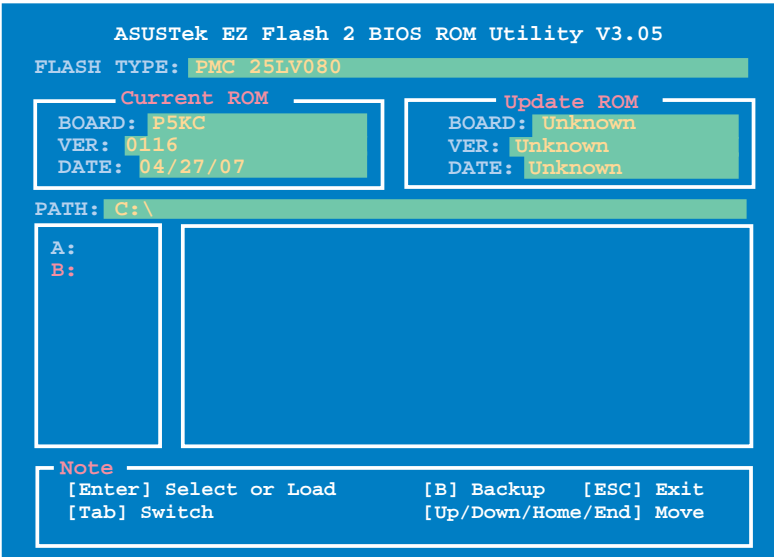 ASUSTek EZ Flash 2 BIOS ROM Utility V3.05
FLASH TYPE: PMC 25LV080
Current ROM
BOARD: P5KC
VER: 0116
DATE: 04/27/07
Update ROM
BOARD: Unknown
VER: Unknown
DATE: Unknown
PATH: C:\
A:
B:
Note
[Enter] Select or Load [B] Backup [ESC] Exit
[Tab] Switch [Up/Down/Home/End] Move